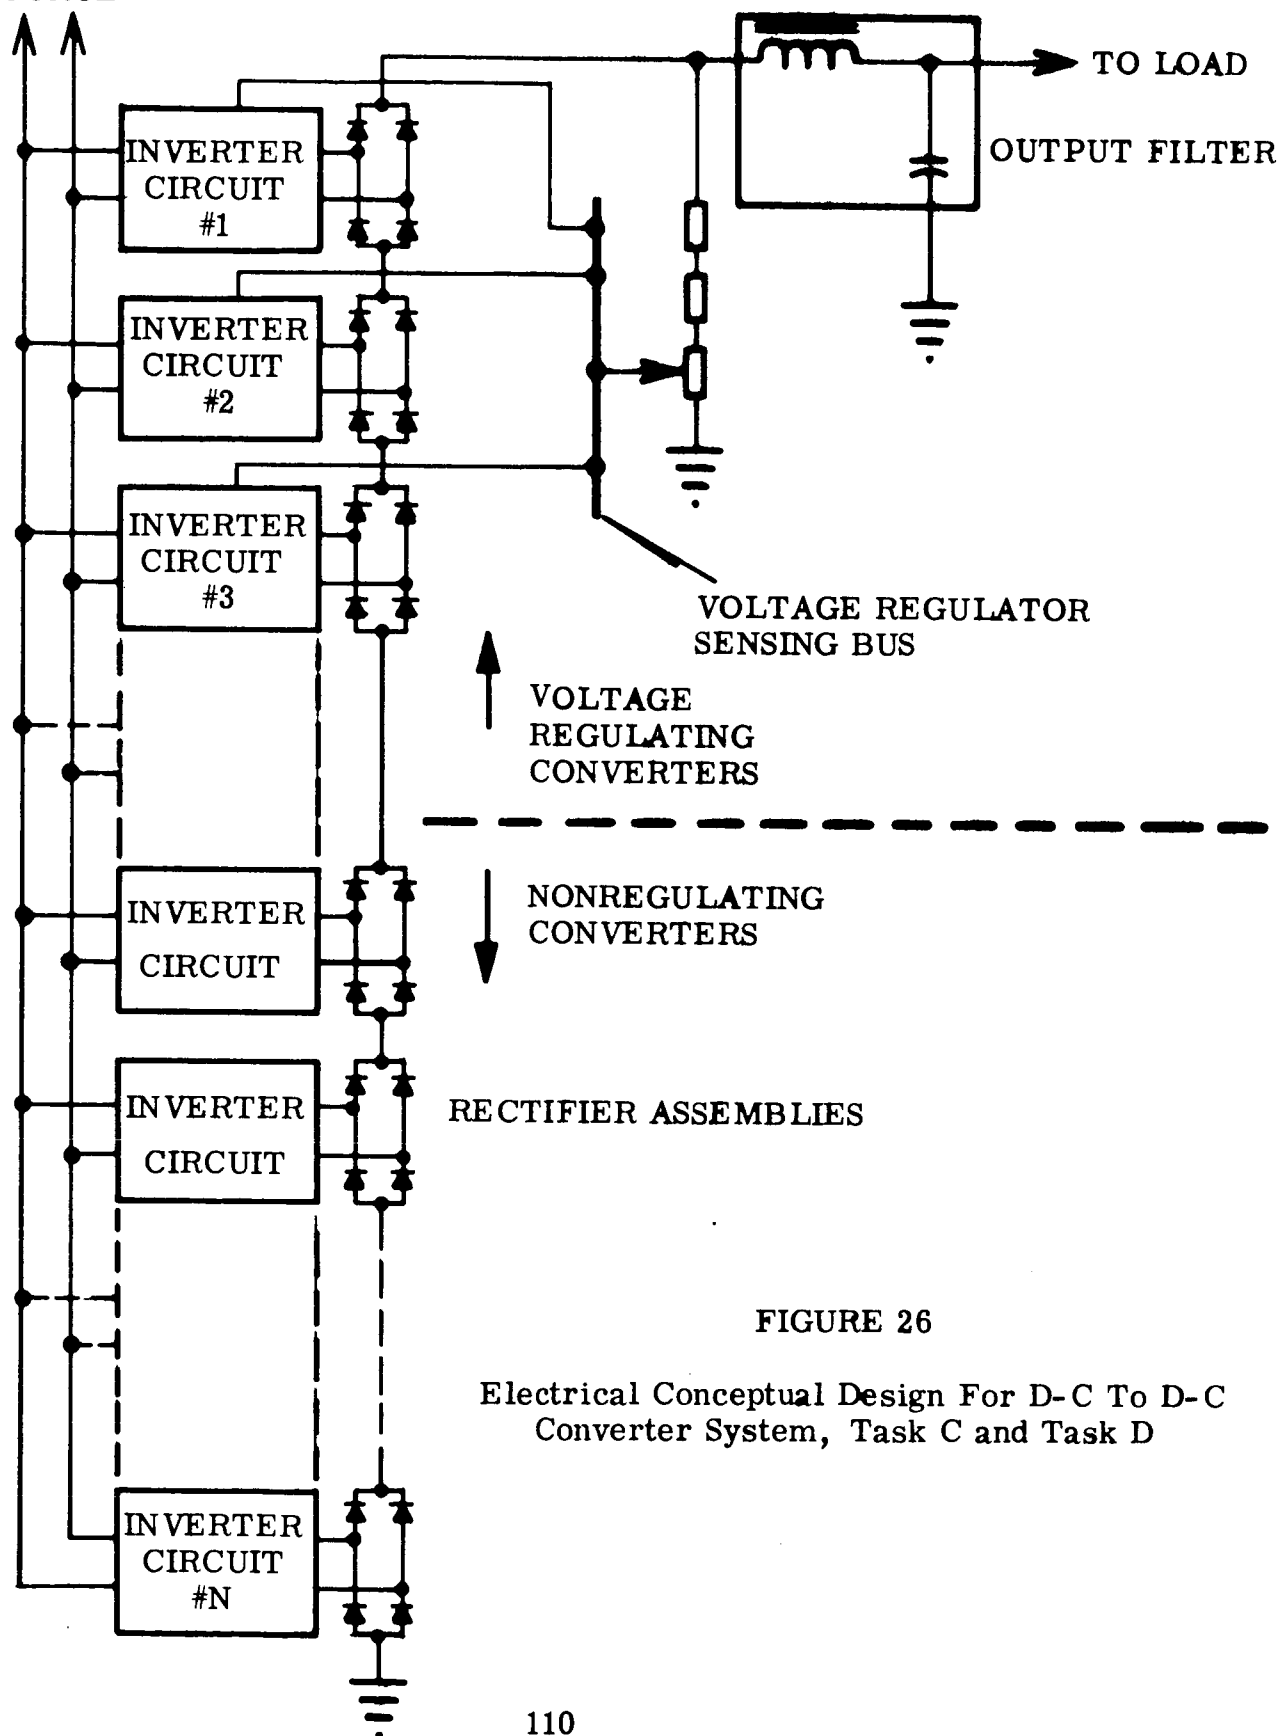 TO LOAD
OUTPUT FILTER
INVERTER
CIRCUIT
#1
INVERTER
CIRCUIT
#2
INVERTER
CIRCUIT
#3
VOLTAGE REGULATOR
SENSING BUS
VOLTAGE
REGULATING
CONVERTERS
NONREGULATING
CONVERTERS
INVERTER
CIRCUIT
INVERTER
CIRCUIT
RECTIFIER ASSEMBLIES
FIGURE 26
Electrical Conceptual Design For D-C To D-C
Converter System, Task C and Task D
INVERTER
CIRCUIT
#N
110